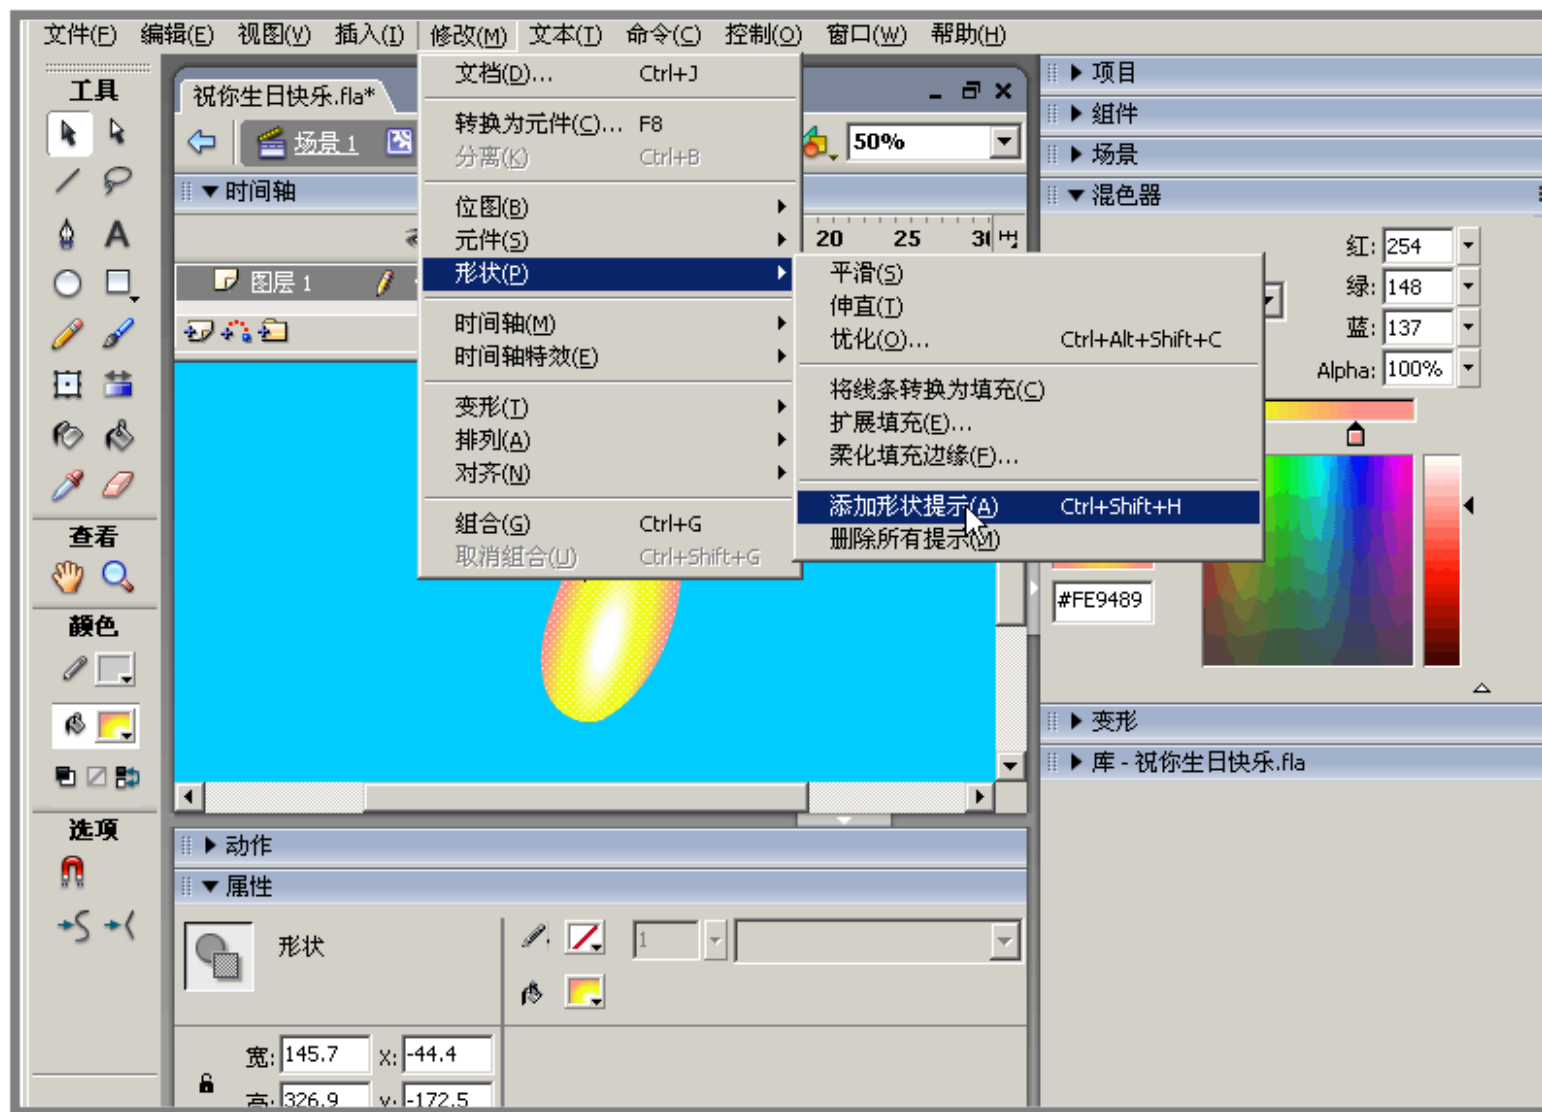 文件(F) 编辑(E) 视图(V) 插入(I) 修改(M) 文本(T) 命令(C) 控制(O) 窗口(W) 帮助(H)
工具
查看
颜色
选项
祝你生日快乐.fla*
场景 1
50%
时间轴
20 25
图层 1
文档(D)... Ctrl+J
转换为元件(C)... F8
分离(K) Ctrl+B
位图(B)
元件(S)
形状(P)
时间轴(M)
时间轴特效(E)
变形(T)
排列(A)
对齐(N)
组合(G) Ctrl+G
取消组合(U) Ctrl+Shift+G
平滑(S)
伸直(T)
优化(O)... Ctrl+Alt+Shift+C
将线条转换为填充(C)
扩展填充(E)...
柔化填充边缘(F)...
添加形状提示(A) Ctrl+Shift+H
删除所有提示(M)
项目
组件
场景
混色器
红: 254
绿: 148
蓝: 137
Alpha: 100%
#FE9489
变形
库 - 祝你生日快乐.fla
动作
属性
形状
1
宽: 145.7 X: -44.4
高: 326.9 Y: -172.5